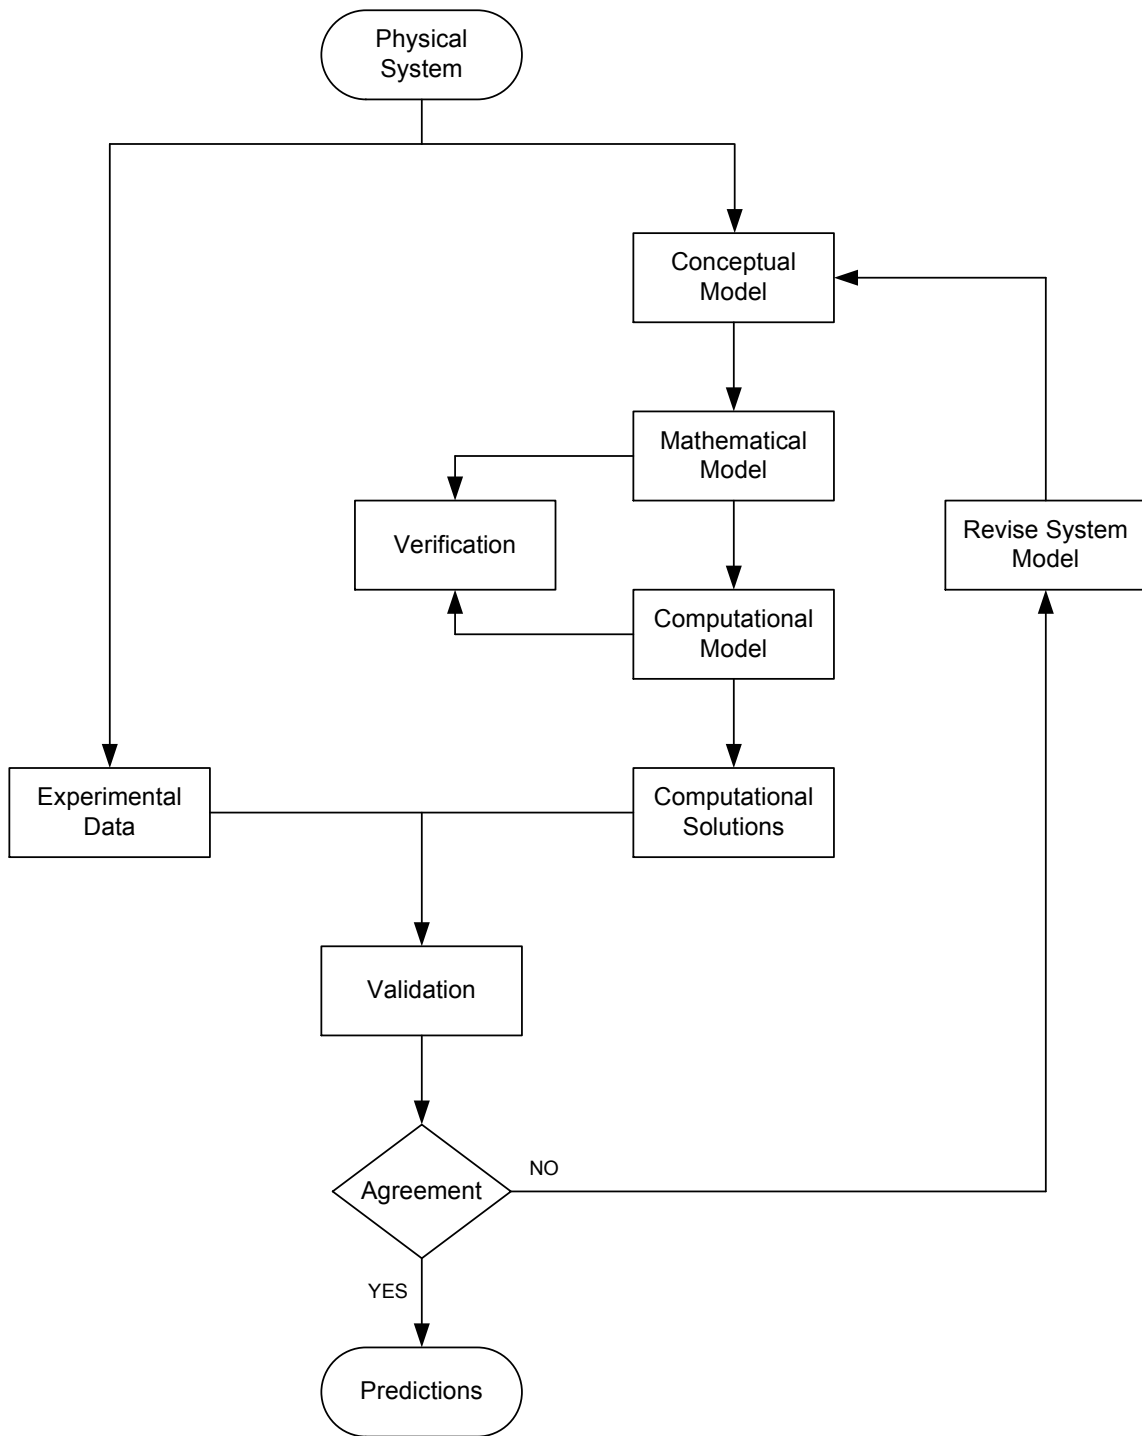 Physical
System
Conceptual
Model
Mathematical
Model
Verification
Revise System
Model
Computational
Model
Experimental
Data
Computational
Solutions
Validation
Agreement
NO
YES
Predictions